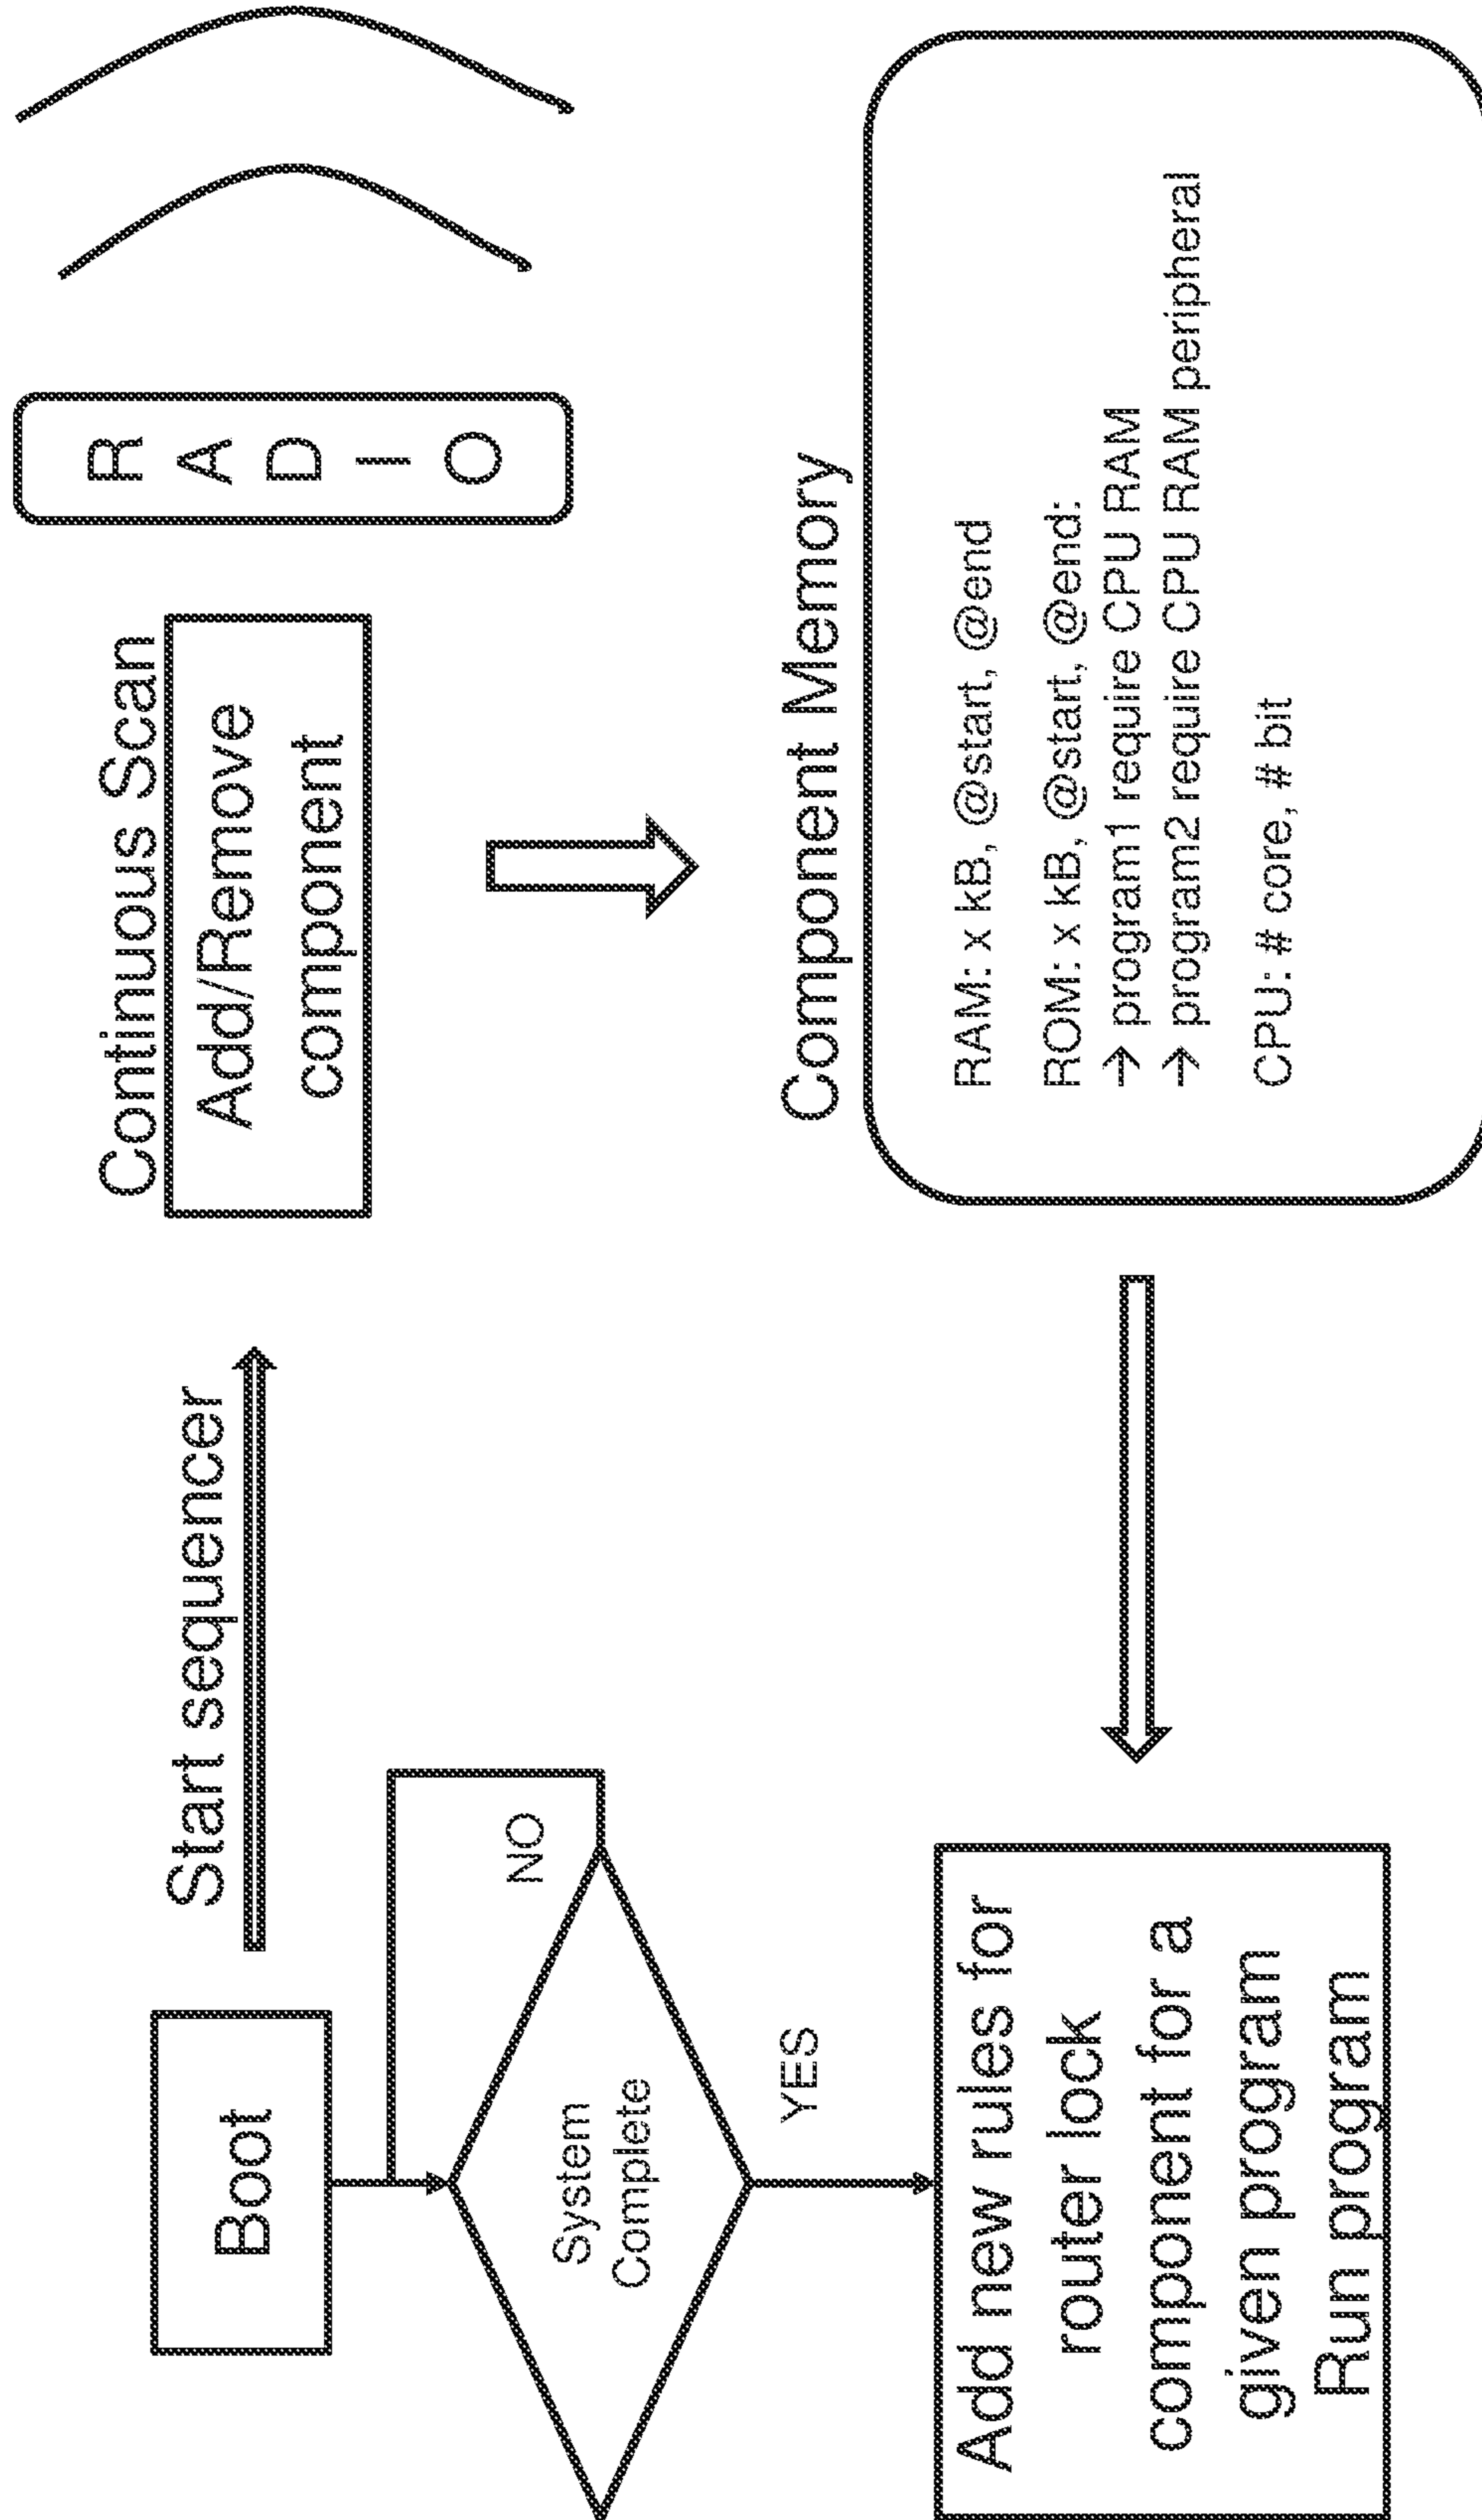 Boot
Start sequencer
Continuous Scan
Add/Remove
component
R
A
D
I
O
System
Complete
NO
YES
Component Memory
RAM: x kB, @start, @end
ROM: x kB, @start, @end:
→ program1 require CPU RAM
→ program2 require CPU RAM peripheral
CPU: # core, # bit
Add new rules for
router lock
component for a
given program
Run program